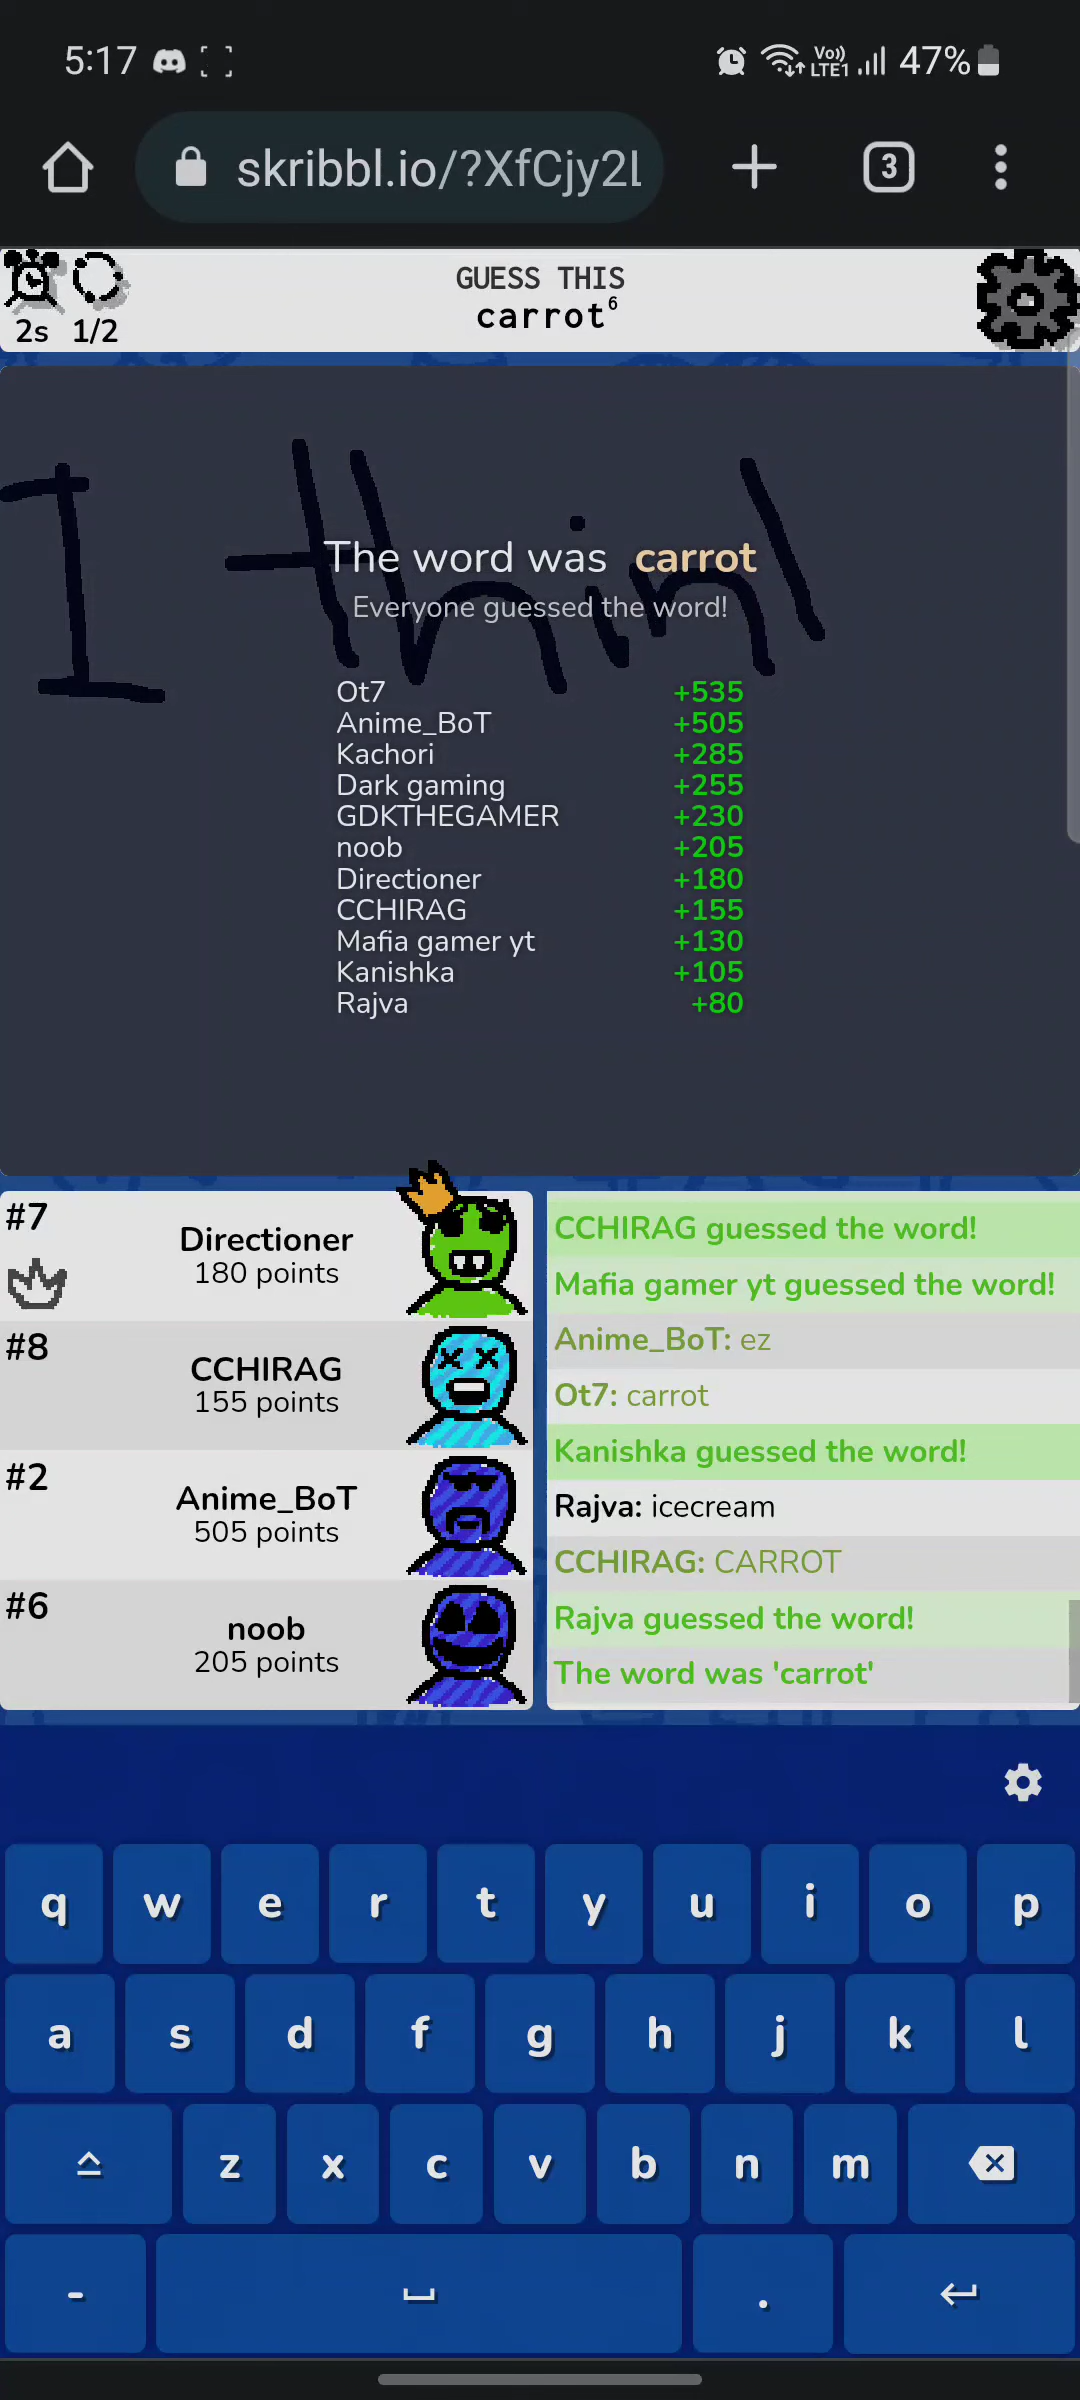 5:17 Vo)) LTE1 47%
skribbl.io/?XfCjy2L 3
GUESS THIS
carrot6
2s 1/2
I thinl
The word was carrot
Everyone guessed the word!
Ot7 +535
Anime_BoT +505
Kachori +285
Dark gaming +255
GDKTHEGAMER +230
noob +205
Directioner +180
CCHIRAG +155
Mafia gamer yt +130
Kanishka +105
Rajva +80
#7
Directioner
180 points
#8
CCHIRAG
155 points
#2
Anime_BoT
505 points
#6
noob
205 points
CCHIRAG guessed the word!
Mafia gamer yt guessed the word!
Anime_BoT: ez
Ot7: carrot
Kanishka guessed the word!
Rajva: icecream
CCHIRAG: CARROT
Rajva guessed the word!
The word was 'carrot'
q w e r t y u i o p
a s d f g h j k l
z x c v b n m
- .